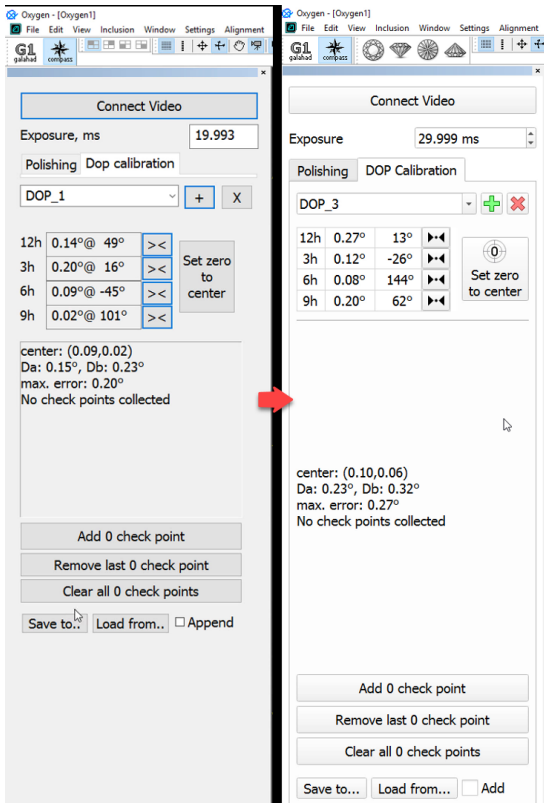 Oxygen - [Oxygen1]
File Edit View Inclusion Window Settings Alignment
G1
galahad
compass
×
Connect Video
Exposure, ms 19.993
Polishing Dop calibration
DOP_1 + X
12h 0.14°@ 49° ><
3h 0.20°@ 16° ><
6h 0.09°@ -45° ><
9h 0.02°@ 101° ><
Set zero
to
center
center: (0.09,0.02)
Da: 0.15°, Db: 0.23°
max. error: 0.20°
No check points collected
Add 0 check point
Remove last 0 check point
Clear all 0 check points
Save to.. Load from.. Append
Oxygen - [Oxygen1]
File Edit View Inclusion Window Settings Alignment
G1
galahad
compass
×
Connect Video
Exposure 29.999 ms
Polishing DOP Calibration
DOP_3
12h 0.27° 13°
3h 0.12° -26°
6h 0.08° 144°
9h 0.20° 62°
0
Set zero
to center
center: (0.10,0.06)
Da: 0.23°, Db: 0.32°
max. error: 0.27°
No check points collected
Add 0 check point
Remove last 0 check point
Clear all 0 check points
Save to... Load from... Add